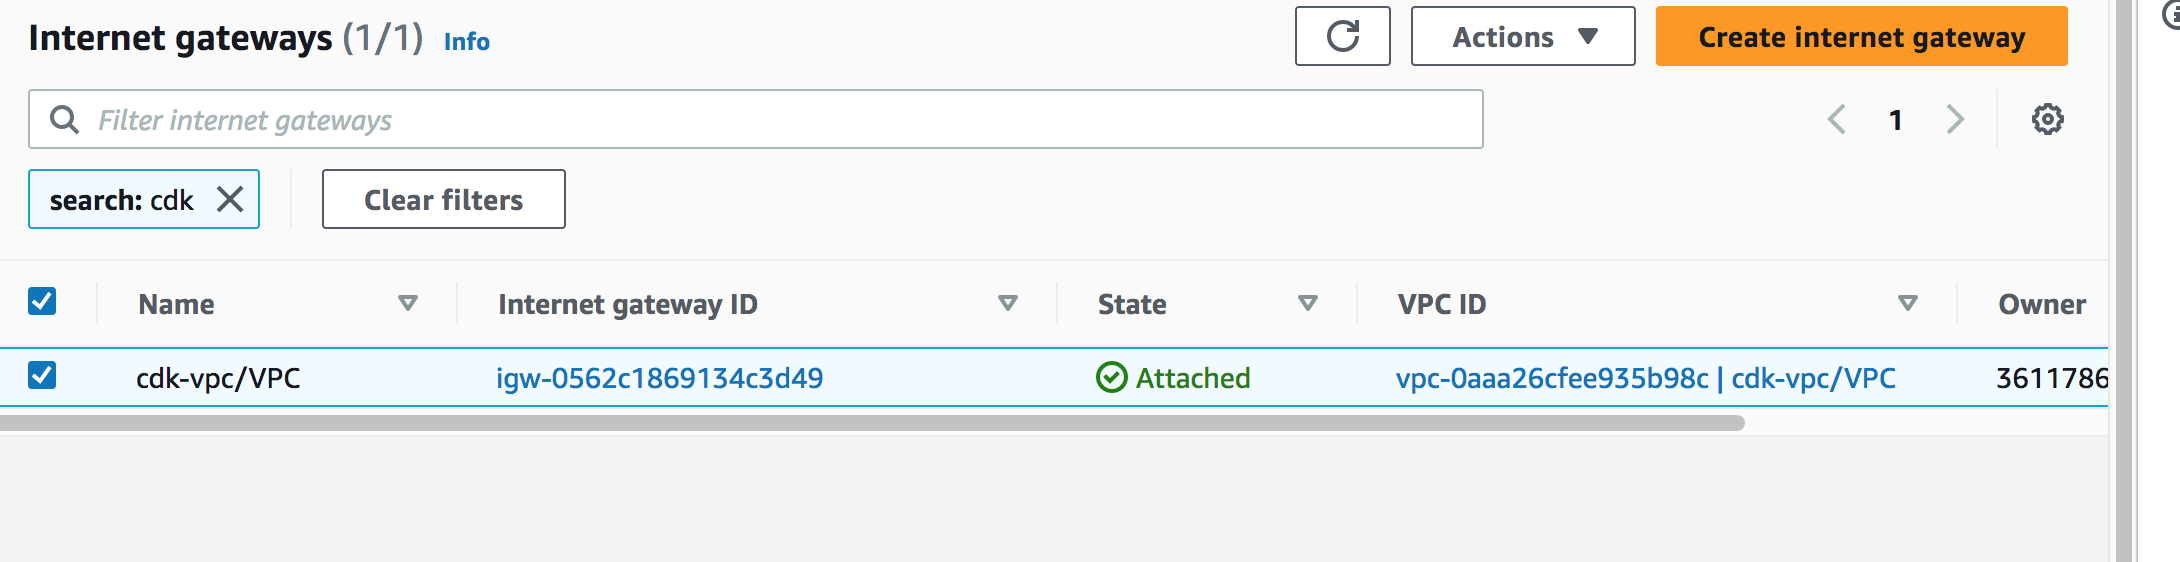 Internet gateways (1/1) Info Actions Create internet gateway
Filter internet gateways 1
search: cdk Clear filters
Name Internet gateway ID State VPC ID Owner
cdk-vpc/VPC igw-0562c1869134c3d49 Attached vpc-0aaa26cfee935b98c | cdk-vpc/VPC 3611786